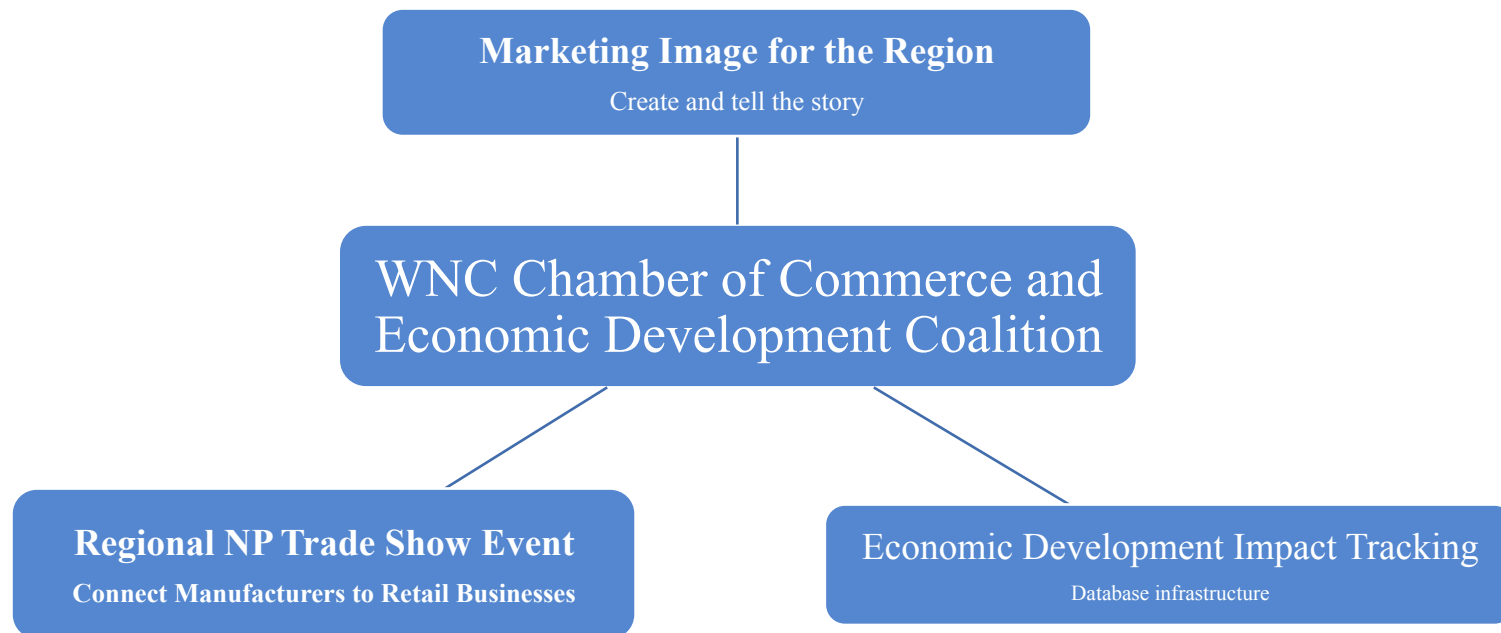 Marketing Image for the Region
Create and tell the story
WNC Chamber of Commerce and
Economic Development Coalition
Regional NP Trade Show Event
Connect Manufacturers to Retail Businesses
Economic Development Impact Tracking
Database infrastructure